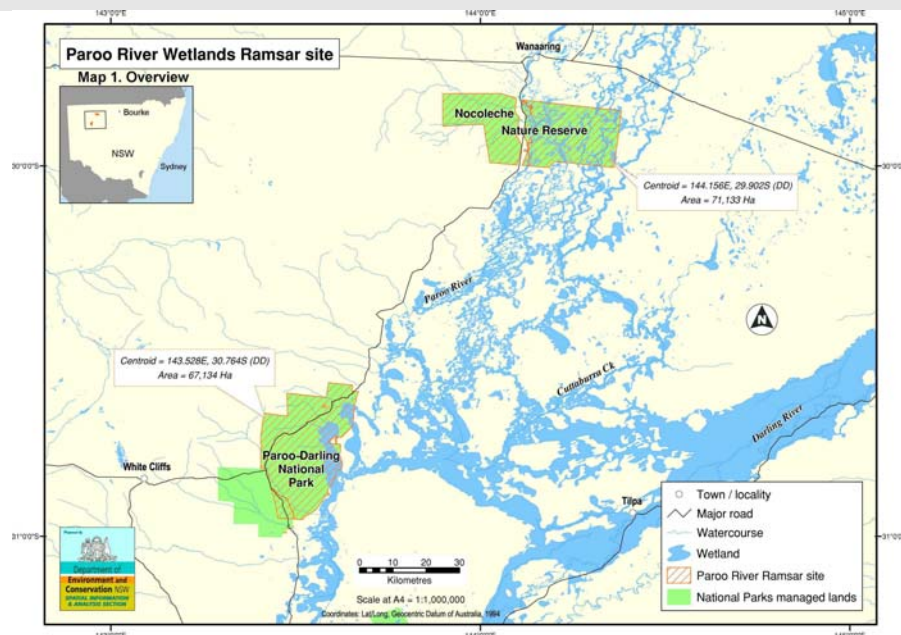 143°0'0"E
144°0'0"E
145°0'0"E
Paroo River Wetlands Ramsar site
Map 1. Overview
Bourke
NSW
Sydney
Wanaaring
Nocoleche
Nature Reserve
30°0'0"S
30°0'0"S
Centroid = 144.156E, 29.902S (DD)
Area = 71,133 Ha
Paroo River
N
Centroid = 143.528E, 30.764S (DD)
Area = 67,134 Ha
Cuttaburra Ck
Darling River
Paroo-Darling
National
Park
White Cliffs
Tilpa
Town / locality
Major road
Watercourse
Wetland
Paroo River Ramsar site
National Parks managed lands
31°0'0"S
31°0'0"S
Department of
Environment and
Conservation NSW
SPATIAL INFORMATION
& ANALYSIS SECTION
0 10 20 30
Kilometres
Scale at A4 = 1:1,000,000
Coordinates: Lat/Long, Geocentric Datum of Australia, 1994